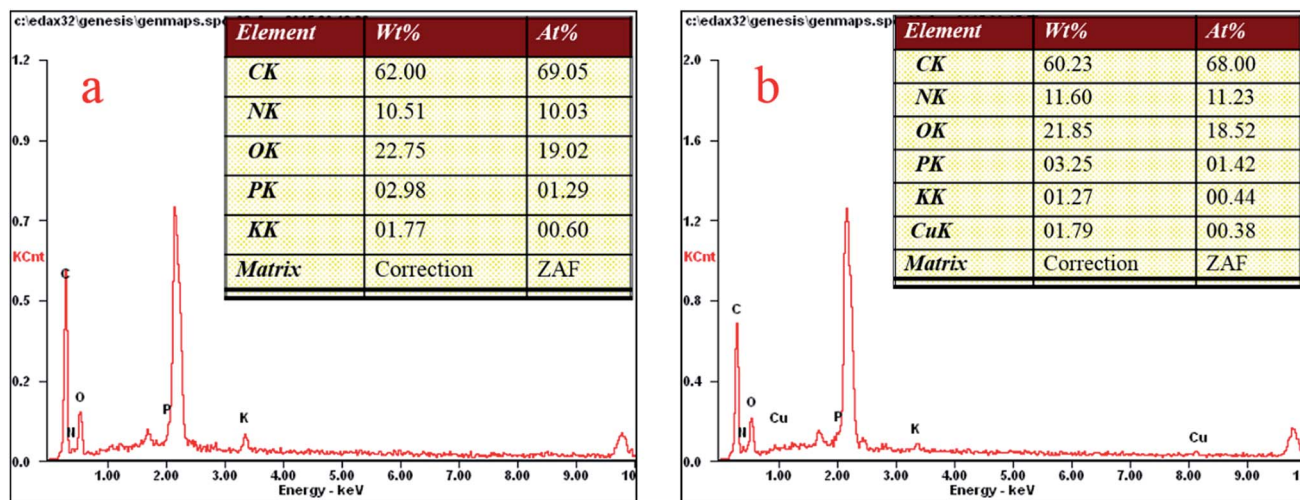 c:\edax32\genesis\genmaps.sp
a
Element Wt% At%
CK 62.00 69.05
NK 10.51 10.03
OK 22.75 19.02
PK 02.98 01.29
KK 01.77 00.60
Matrix Correction ZAF
1.2
0.9
0.7
KCnt
0.5
0.2
0.0
C
N
O
P
K
1.00 2.00 3.00 4.00 5.00 6.00 7.00 8.00 9.00 10
Energy - keV
c:\edax32\genesis\genmaps.sp
b
Element Wt% At%
CK 60.23 68.00
NK 11.60 11.23
OK 21.85 18.52
PK 03.25 01.42
KK 01.27 00.44
CuK 01.79 00.38
Matrix Correction ZAF
2.0
1.6
1.2
KCnt
0.8
0.4
0.0
C
N
O
Cu
P
K
Cu
1.00 2.00 3.00 4.00 5.00 6.00 7.00 8.00 9.00 1
Energy - keV